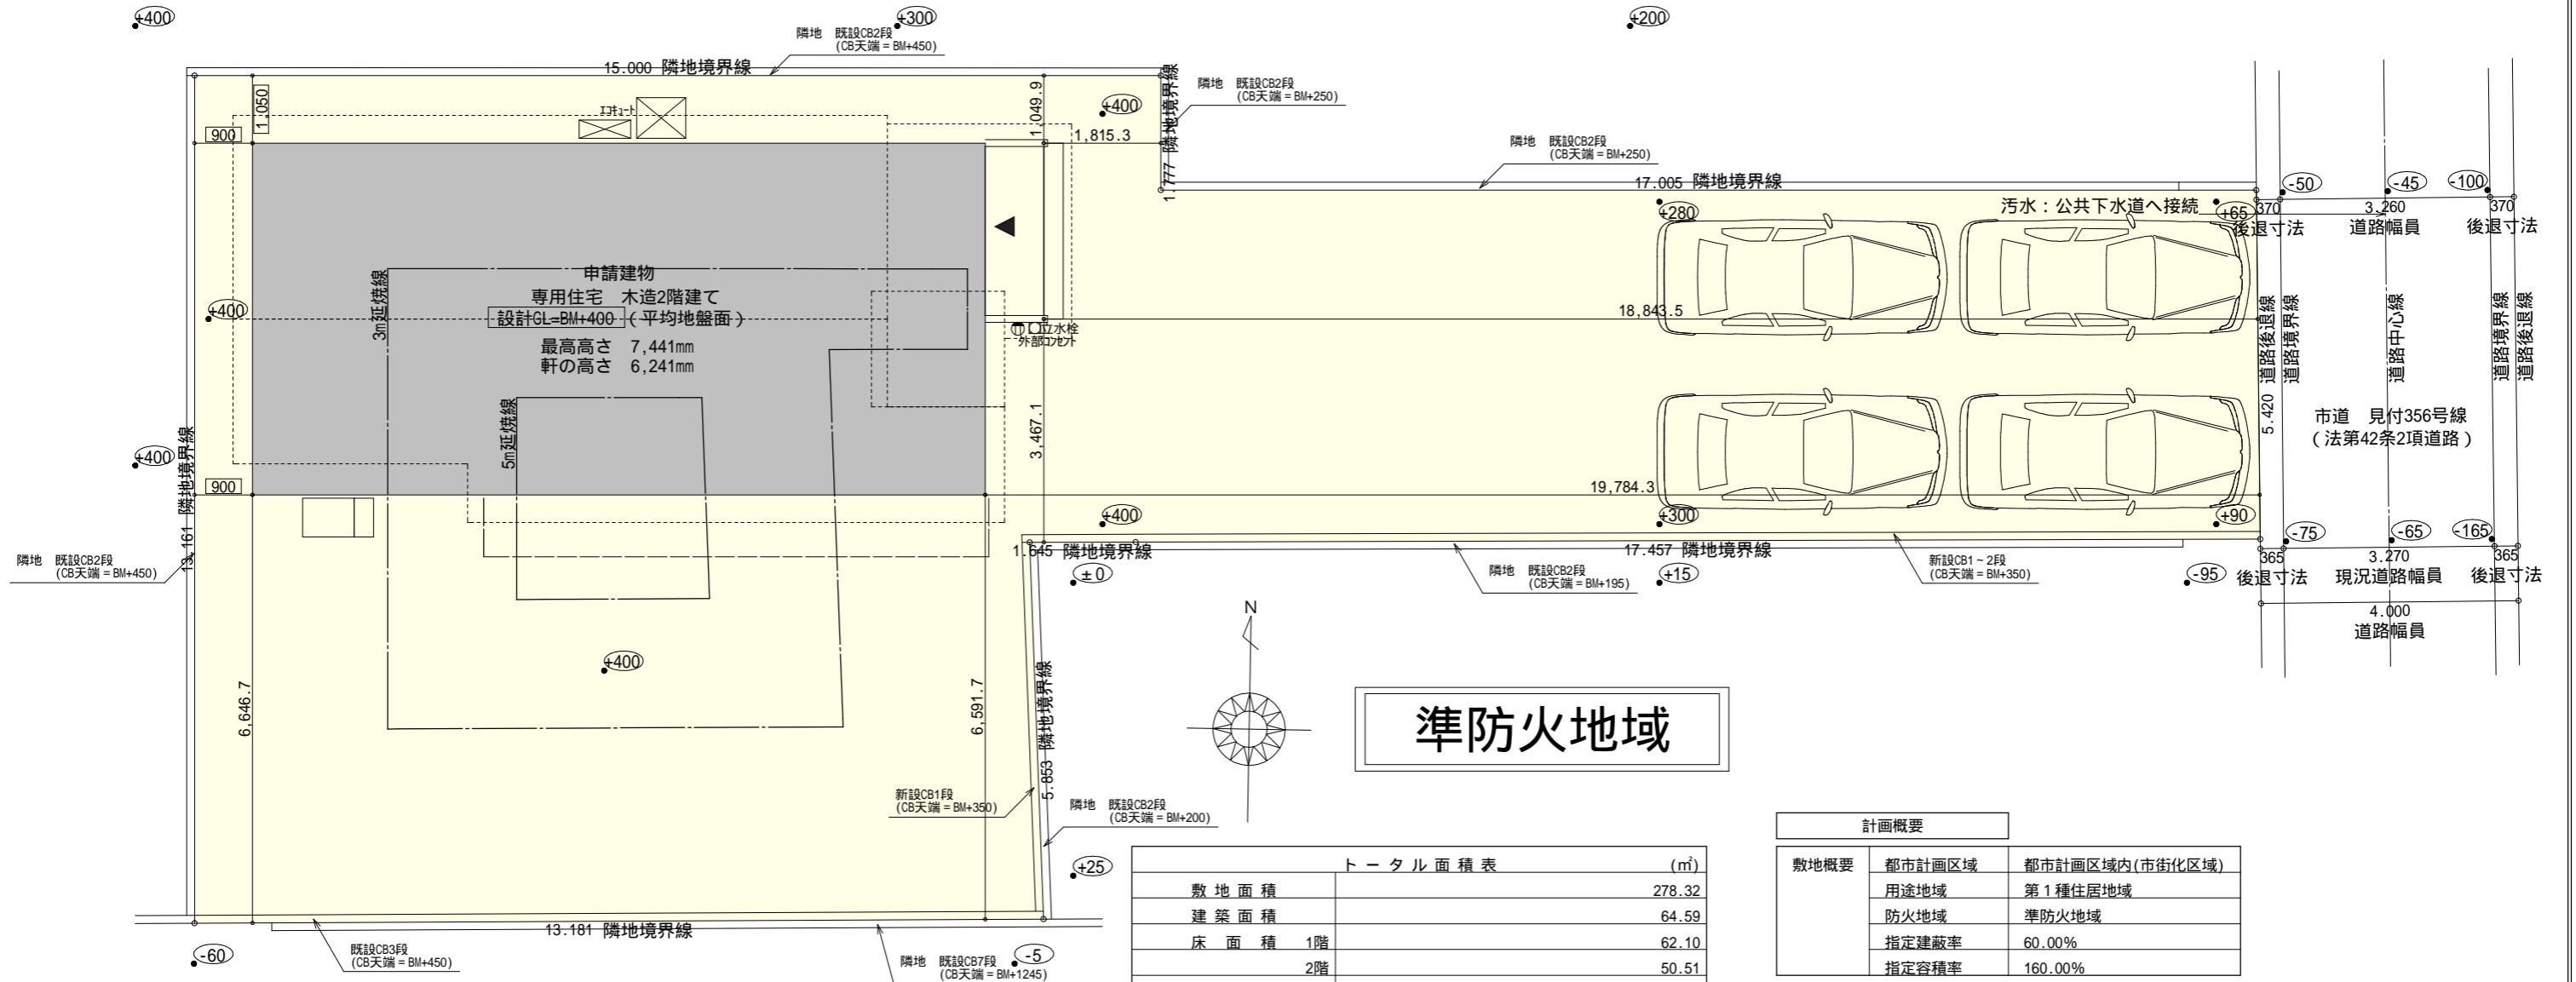 +400
+300
+200
隣地　既設CB2段
(CB天端＝BM+450)
15.000 隣地境界線
隣地　既設CB2段
(CB天端＝BM+250)
1,050
ｴｺｷｭｰﾄ
1,049.9
+400
1.777 隣地境界線
900
1,815.3
隣地　既設CB2段
(CB天端＝BM+250)
17.005 隣地境界線
-50
-45
-100
+280
汚水：公共下水道へ接続
+65
370
3.260
370
後退寸法
道路幅員
後退寸法
申請建物
専用住宅　木造2階建て
設計GL=BM+400（平均地盤面）
最高高さ　7,441mm
軒の高さ　6,241mm
3m延焼線
+400
立水栓
外部ｺﾝｾﾝﾄ
18,843.5
道路後退線
道路境界線
道路中心線
道路境界線
道路後退線
5m延焼線
3,467.1
5.420
市道　見付356号線
（法第42条2項道路）
+400
13.161 隣地境界線
900
19,784.3
+400
+300
+90
-75
-65
-165
1.645 隣地境界線
17.457 隣地境界線
365
3.270
365
後退寸法
現況道路幅員
後退寸法
隣地　既設CB2段
(CB天端＝BM+450)
±0
隣地　既設CB2段
(CB天端＝BM+195)
+15
新設CB1～2段
(CB天端＝BM+350)
-95
4.000
道路幅員
N
+400
6,646.7
6,591.7
5.853 隣地境界線
準防火地域
新設CB1段
(CB天端＝BM+350)
隣地　既設CB2段
(CB天端＝BM+200)
+25
13.181 隣地境界線
-60
既設CB3段
(CB天端＝BM+450)
隣地　既設CB7段
(CB天端＝BM+1245)
-5
トータル面積表 (㎡)
敷地面積 278.32
建築面積 64.59
床面積 1階 62.10
2階 50.51
計画概要
敷地概要 都市計画区域 都市計画区域内(市街化区域)
用途地域 第１種住居地域
防火地域 準防火地域
指定建蔽率 60.00%
指定容積率 160.00%